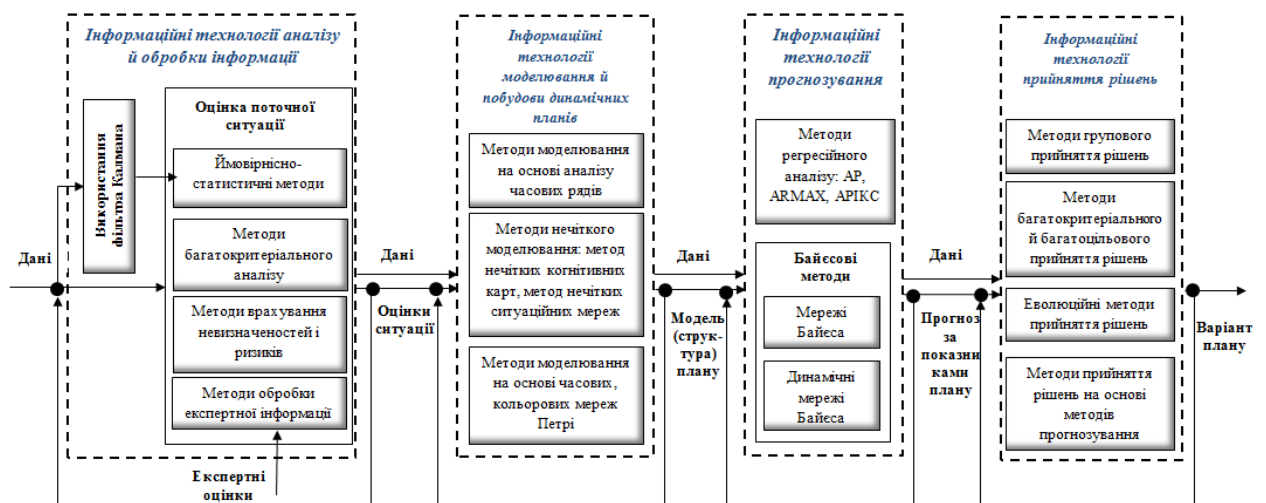 Інформаційні технології аналізу
й обробки інформації
Дані
Використання
фільтра Калмана
Оцінка поточної
ситуації
Ймовірнісно-
статистичні методи
Методи
багатокритеріального
аналізу
Методи врахування
невизначеностей і
ризиків
Методи обробки
експертної інформації
Експертні
оцінки
Дані
Оцінки
ситуації
Інформаційні
технології
моделювання й
побудови динамічних
планів
Методи моделювання
на основі аналізу
часових рядів
Методи нечіткого
моделювання: метод
нечітких когнітивних
карт, метод нечітких
ситуаційних мереж
Методи моделювання
на основі часових,
кольорових мереж
Петрі
Дані
Модель
(струк-
тура)
плану
Інформаційні
технології
прогнозування
Методи
регресійного
аналізу: АР,
ARMAX, АРІКС
Байєсові
методи
Мережі
Байєса
Динамічні
мережі
Байєса
Дані
Прогноз
за
показни
ками
плану
Інформаційні
технології
прийняття рішень
Методи групового
прийняття рішень
Методи
багатокритеріального
й багатоцільового
прийняття рішень
Еволюційні методи
прийняття рішень
Методи прийняття
рішень на основі
методів
прогнозування
Варіант
плану